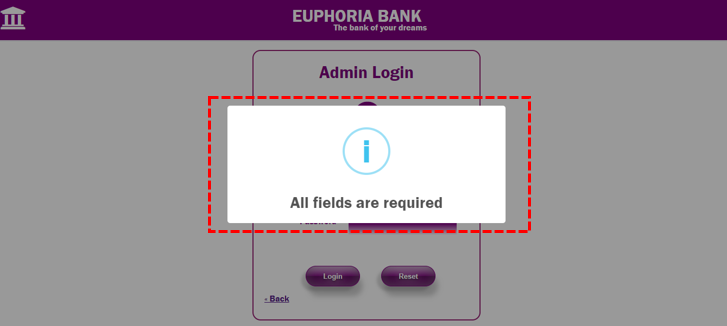 EUPHORIA BANK
The bank of your dreams
Admin Login
i
All fields are required
Login
Reset
‹ Back